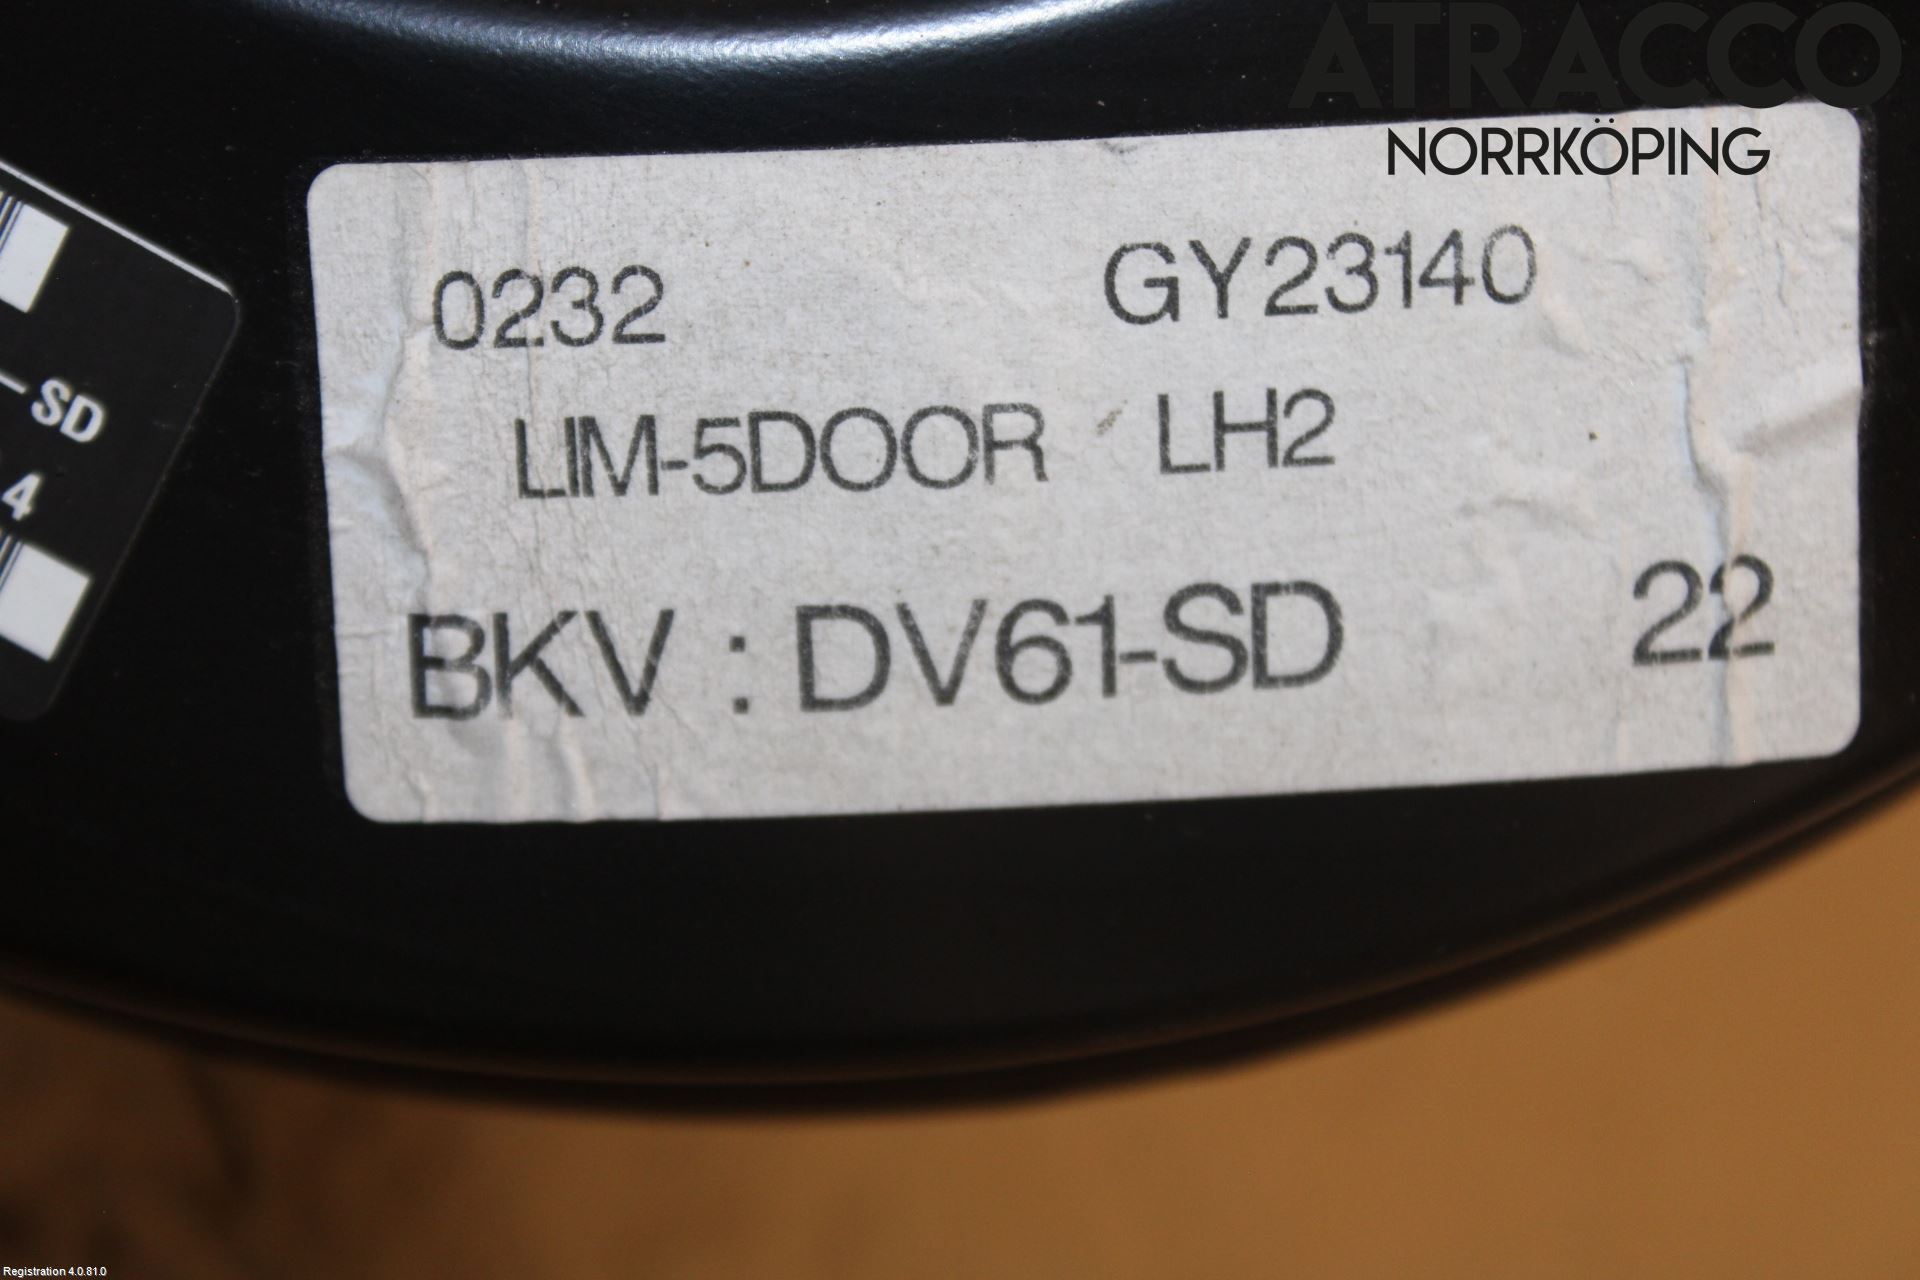 ATRACCO
NORRKÖPING
0232 GY23140
LIM-5DOOR LH2
BKV : DV61-SD 22
SD
4
Registration 4.0.81.0